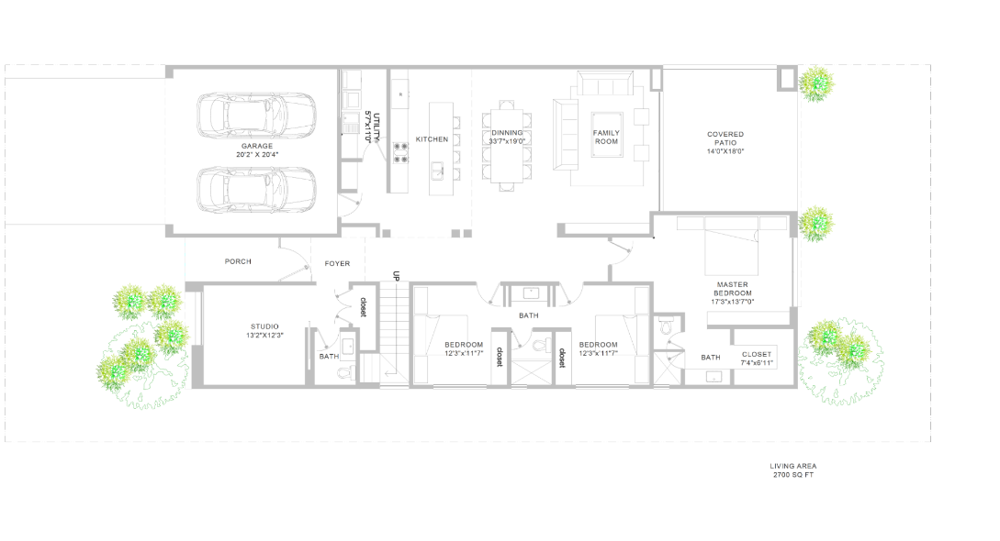 UTILITY
5'7"x11'0"
GARAGE
20'2" X 20'4"
KITCHEN
DINNING
33'7"x19'0"
FAMILY
ROOM
COVERED
PATIO
14'0"X18'0"
PORCH
FOYER
UP
closet
STUDIO
13'2"X12'3"
BATH
BEDROOM
12'3"x11'7"
closet
BATH
closet
BEDROOM
12'3"x11'7"
MASTER
BEDROOM
17'3"x13'7'0"
BATH
CLOSET
7'4"x6'11"
LIVING AREA
2700 SQ FT